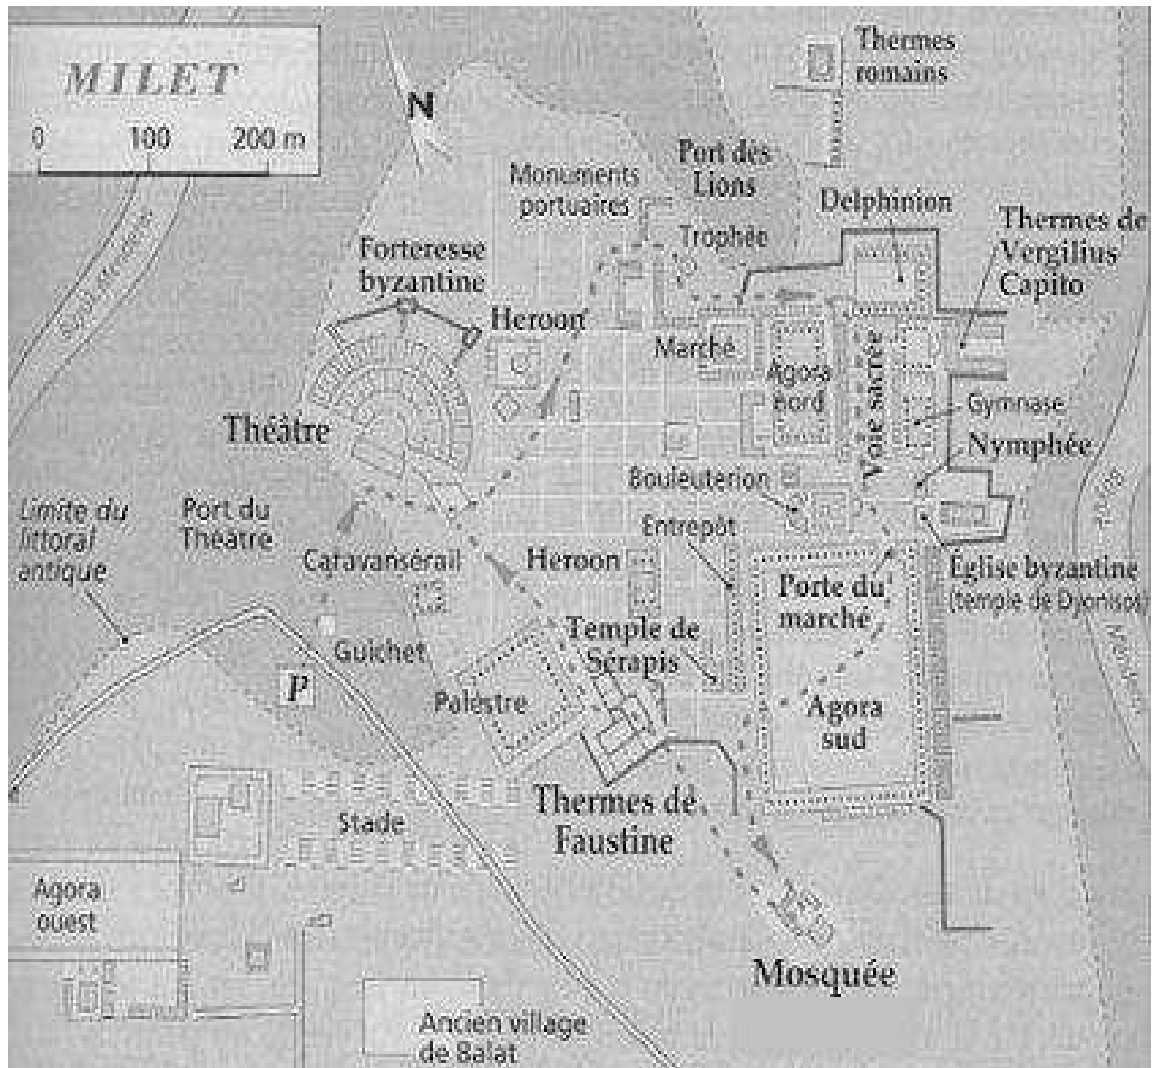 MILET
0 100 200 m
N
Thermes
romains
Port des
Lions
Monuments
portuaires
Delphinion
Trophée
Thermes de
Vergilius
Capito
Forteresse
byzantine
Heroon
Marché
Agora
nord
Voie sacrée
Gymnase
Théâtre
Nymphée
Bouleuterion
Limite du
littoral
antique
Port du
Théâtre
Entrepôt
Caravansérail
Heroon
Porte du
marché
Église byzantine
(temple de Dionisos)
Temple de
Sérapis
Guichet
P
Palestre
Agora
sud
Thermes de
Faustine
Stade
Agora
ouest
Mosquée
Ancien village
de Balat